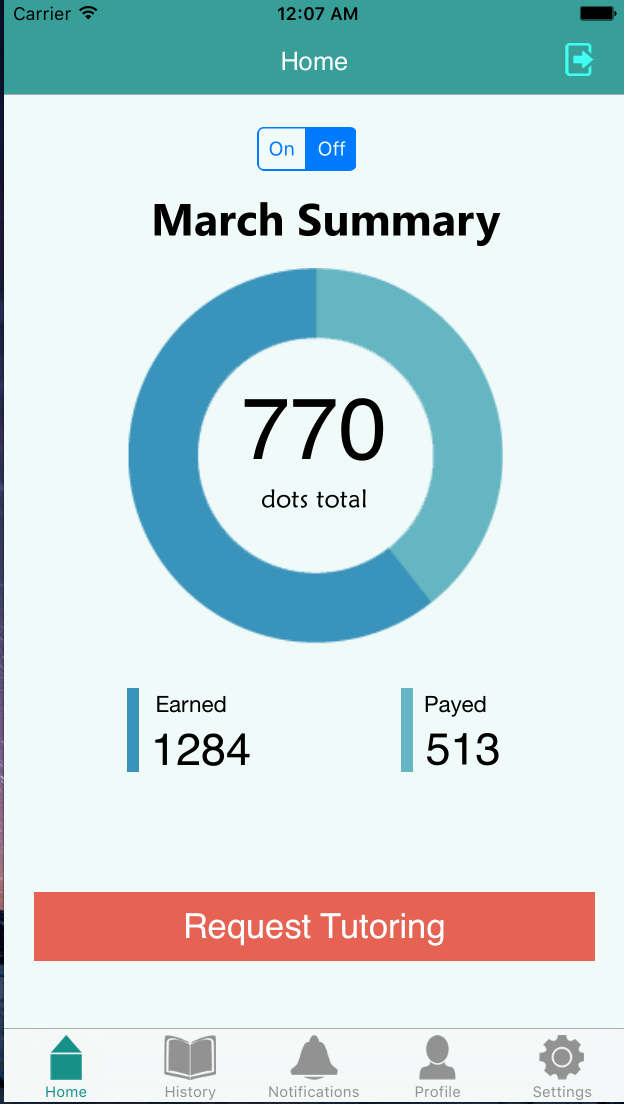 Carrier 12:07 AM
Home
On Off
March Summary
770
dots total
Earned Payed
1284 513
Request Tutoring
Home History Notifications Profile Settings